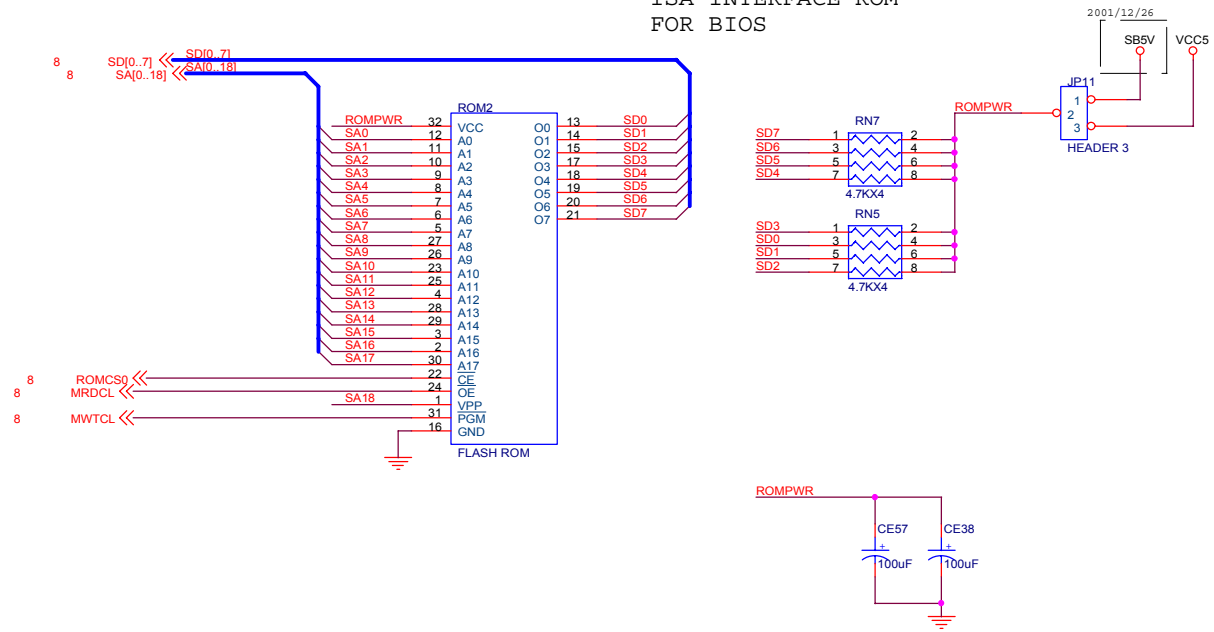 ISA INTERFACE ROM
FOR BIOS
2001/12/26
SB5V VCC5
JP11
1
2
3
HEADER 3
ROMPWR
8 SD[0..7] SD[0..7]
8 SA[0..18] SA[0..18]
ROM2
ROMPWR 32 VCC O0 13 SD0
SA0 12 A0 O1 14 SD1
SA1 11 A1 O2 15 SD2
SA2 10 A2 O3 17 SD3
SA3 9 A3 O4 18 SD4
SA4 8 A4 O5 19 SD5
SA5 7 A5 O6 20 SD6
SA6 6 A6 O7 21 SD7
SA7 5 A7
SA8 27 A8
SA9 26 A9
SA10 23 A10
SA11 25 A11
SA12 4 A12
SA13 28 A13
SA14 29 A14
SA15 3 A15
SA16 2 A16
SA17 30 A17
8 ROMCS0 22 CE
8 MRDCL 24 OE
SA18 1 VPP
8 MWTCL 31 PGM
16 GND
FLASH ROM
RN7
SD7 1 2
SD6 3 4
SD5 5 6
SD4 7 8
4.7KX4
RN5
SD3 1 2
SD0 3 4
SD1 5 6
SD2 7 8
4.7KX4
ROMPWR
CE57 CE38
+ +
100uF 100uF